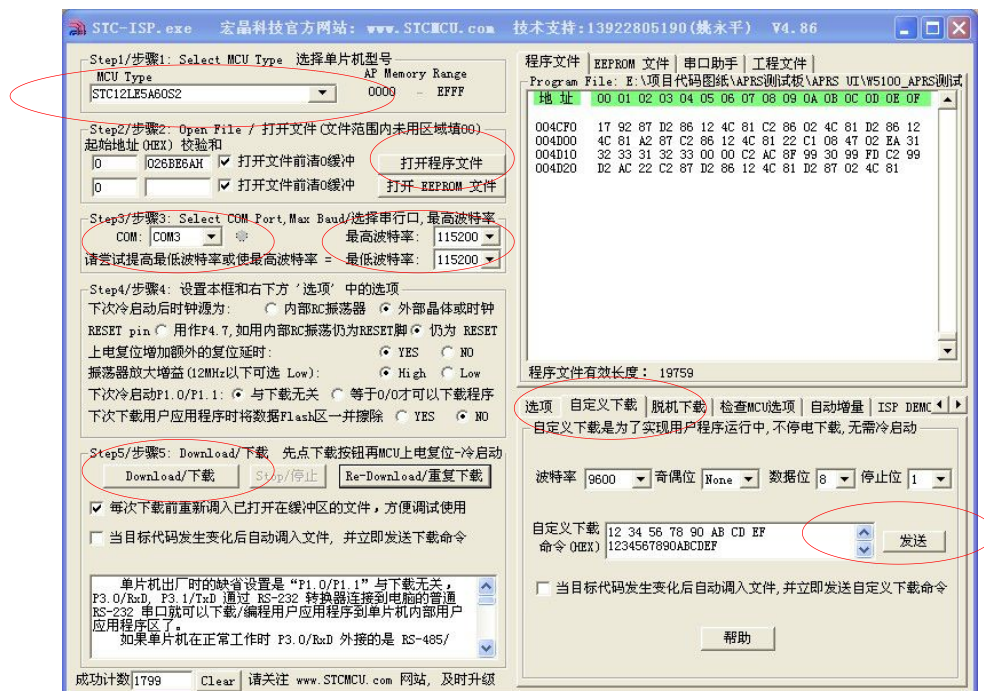 STC-ISP.exe 宏晶科技官方网站: www.STCMCU.com 技术支持:13922805190(姚永平) V4.86
Step1/步骤1: Select MCU Type 选择单片机型号
MCU Type AP Memory Range
STC12LE5A60S2 0000 - EFFF
Step2/步骤2: Open File / 打开文件(文件范围内未用区域填00)
起始地址(HEX) 校验和
0 026BE6AH 打开文件前清0缓冲 打开程序文件
0 打开文件前清0缓冲 打开 EEPROM 文件
Step3/步骤3: Select COM Port,Max Baud/选择串行口,最高波特率
COM: COM3 最高波特率: 115200
请尝试提高最低波特率或使最高波特率 = 最低波特率: 115200
Step4/步骤4: 设置本框和右下方 '选项' 中的选项
下次冷启动后时钟源为: 内部RC振荡器 外部晶体或时钟
RESET pin 用作P4.7,如用内部RC振荡仍为RESET脚 仍为 RESET
上电复位增加额外的复位延时: YES NO
振荡器放大增益(12MHz以下可选 Low): High Low
下次冷启动P1.0/P1.1: 与下载无关 等于0/0才可以下载程序
下次下载用户应用程序时将数据Flash区一并擦除 YES NO
Step5/步骤5: Download/下载 先点下载按钮再MCU上电复位-冷启动
Download/下载 Stop/停止 Re-Download/重复下载
每次下载前重新调入已打开在缓冲区的文件，方便调试使用
当目标代码发生变化后自动调入文件, 并立即发送下载命令
单片机出厂时的缺省设置是“P1.0/P1.1”与下载无关，
P3.0/RxD, P3.1/TxD 通过 RS-232 转换器连接到电脑的普通
RS-232 串口就可以下载/编程用户应用程序到单片机内部用户
应用程序区了。
如果单片机在正常工作时 P3.0/RxD 外接的是 RS-485/
成功计数 1799 Clear 请关注 www.STCMCU.com 网站, 及时升级
程序文件 EEPROM 文件 串口助手 工程文件
Program File: E:\项目代码图纸\APRS测试板\APRS UI\W5100_APRS测试
地址 00 01 02 03 04 05 06 07 08 09 0A 0B 0C 0D 0E 0F
004CF0 17 92 87 D2 86 12 4C 81 C2 86 02 4C 81 D2 86 12
004D00 4C 81 A2 87 C2 86 12 4C 81 22 C1 08 47 02 EA 31
004D10 32 33 31 32 33 00 00 C2 AC 8F 99 30 99 FD C2 99
004D20 D2 AC 22 C2 87 D2 86 12 4C 81 D2 87 02 4C 81
程序文件有效长度: 19759
选项 自定义下载 脱机下载 检查MCU选项 自动增量 ISP DEMO
自定义下载是为了实现用户程序运行中,不停电下载,无需冷启动
波特率 9600 奇偶位 None 数据位 8 停止位 1
自定义下载 12 34 56 78 90 AB CD EF
命令(HEX) 1234567890ABCDEF 发送
当目标代码发生变化后自动调入文件,并立即发送自定义下载命令
帮助